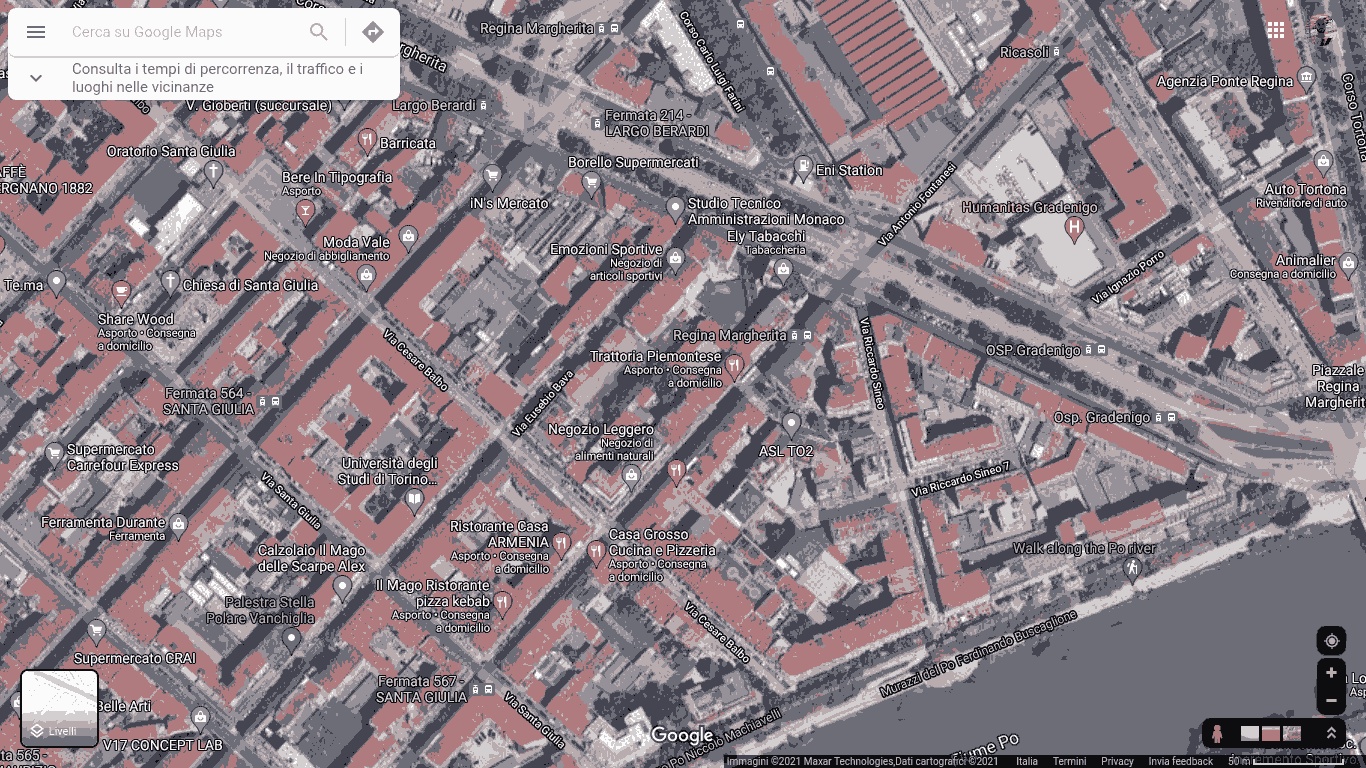 Cerca su Google Maps
Consulta i tempi di percorrenza, il traffico e i
luoghi nelle vicinanze
Regina Margherita
Corso Carlo Luigi Farini
Ricasoli
Agenzia Ponte Regina
Corso Tortona
V. Gioberti (succursale)
Largo Berardi
Fermata 214 -
LARGO BERARDI
Oratorio Santa Giulia
Barricata
Borello Supermercati
Eni Station
1882
Bere In Tipografia
Asporto
iN's Mercato
Studio Tecnico
Amministrazioni Monaco
Via Antonio Fontanesi
Humanitas Gradenigo
Auto Tortona
Rivenditore di auto
Moda Vale
Negozio di abbigliamento
Emozioni Sportive
Negozio di
articoli sportivi
Ely Tabacchi
Tabaccheria
Animalier
Consegna a domicilio
Via Ignazio Porro
Te.ma
Chiesa di Santa Giulia
Share Wood
Asporto • Consegna
a domicilio
Via Cesare Balbo
Regina Margherita
Via Riccardo Sineo
OSP.Gradenigo
Trattoria Piemontese
Asporto • Consegna
a domicilio
Piazzale
Regina
Margherit
Fermata 564 -
SANTA GIULIA
Via Eusebio Bava
Osp. Gradenigo
Negozio Leggero
Negozio di
alimenti naturali
ASL TO2
Supermercato
Carrefour Express
Università degli
Studi di Torino...
Via Riccardo Sineo 7
Via Santa Giulia
Ferramenta Durante
Ferramenta
Ristorante Casa
ARMENIA
Asporto • Consegna
a domicilio
Casa Grosso
Cucina e Pizzeria
Asporto • Consegna
a domicilio
Calzolaio Il Mago
delle Scarpe Alex
Walk along the Po river
Il Mago Ristorante
pizza kebab
Asporto • Consegna
a domicilio
Palestra Stella
Polare Vanchiglia
Via Cesare Balbo
Murazzi del Po Ferdinando Buscaglione
Supermercato CRAI
Fermata 567 -
SANTA GIULIA
Belle Arti
Via Santa Giulia
Livelli
V17 CONCEPT LAB
Google
Po Niccolò Machiavelli
Fiume Po
Immagini ©2021 Maxar Technologies,Dati cartografici ©2021
Italia
Termini
Privacy
Invia feedback
50 m